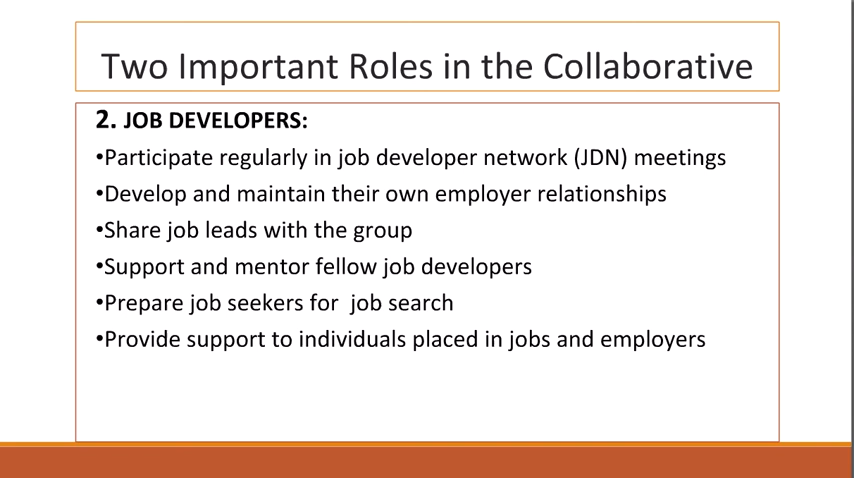 Two Important Roles in the Collaborative
2. JOB DEVELOPERS:
•Participate regularly in job developer network (JDN) meetings
•Develop and maintain their own employer relationships
•Share job leads with the group
•Support and mentor fellow job developers
•Prepare job seekers for  job search
•Provide support to individuals placed in jobs and employers